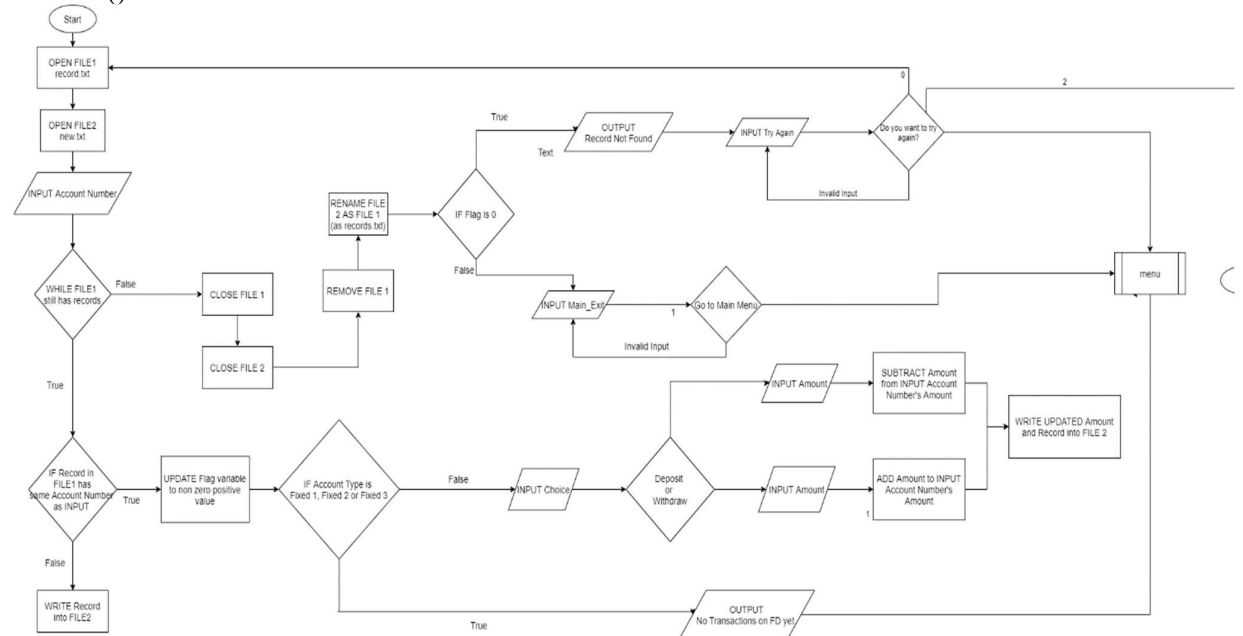 ()
Start
OPEN FILE1
record.txt
OPEN FILE2
new.txt
INPUT Account Number
WHILE FILE1
still has records
False
CLOSE FILE 1
CLOSE FILE 2
REMOVE FILE 1
RENAME FILE
2 AS FILE 1
(as records.txt)
IF Flag is 0
True
Text
OUTPUT
Record Not Found
INPUT Try Again
Do you want to try
again?
0
2
Invalid Input
False
INPUT Main_Exit
1
Go to Main Menu
Invalid Input
menu
True
IF Record in
FILE1 has
same Account Number
as INPUT
True
UPDATE Flag variable
to non zero positive
value
IF Account Type is
Fixed 1, Fixed 2 or Fixed 3
False
INPUT Choice
Deposit
or
Withdraw
INPUT Amount
SUBTRACT Amount
from INPUT Account
Number's Amount
INPUT Amount
1
ADD Amount to INPUT
Account Number's
Amount
WRITE UPDATED Amount
and Record into FILE 2
False
WRITE Record
into FILE2
True
OUTPUT
No Transactions on FD yet